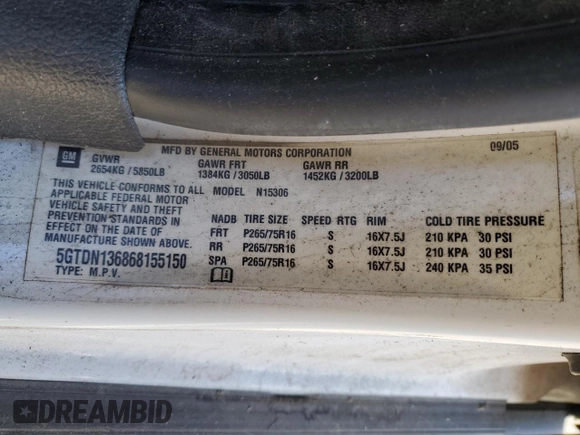 MFD BY GENERAL MOTORS CORPORATION 09/05
GM GVWR GAWR FRT GAWR RR
2654KG / 5850LB 1384KG / 3050LB 1452KG / 3200LB
THIS VEHICLE CONFORMS TO ALL MODEL N15306
APPLICABLE FEDERAL MOTOR
VEHICLE SAFETY AND THEFT
PREVENTION STANDARDS IN
EFFECT ON THE DATE OF
MANUFACTURE SHOWN ABOVE.
5GTDN136868155150
TYPE: M.P.V.
NADB TIRE SIZE SPEED RTG RIM COLD TIRE PRESSURE
FRT P265/75R16 S 16X7.5J 210 KPA 30 PSI
RR P265/75R16 S 16X7.5J 210 KPA 30 PSI
SPA P265/75R16 S 16X7.5J 240 KPA 35 PSI
DREAMBID